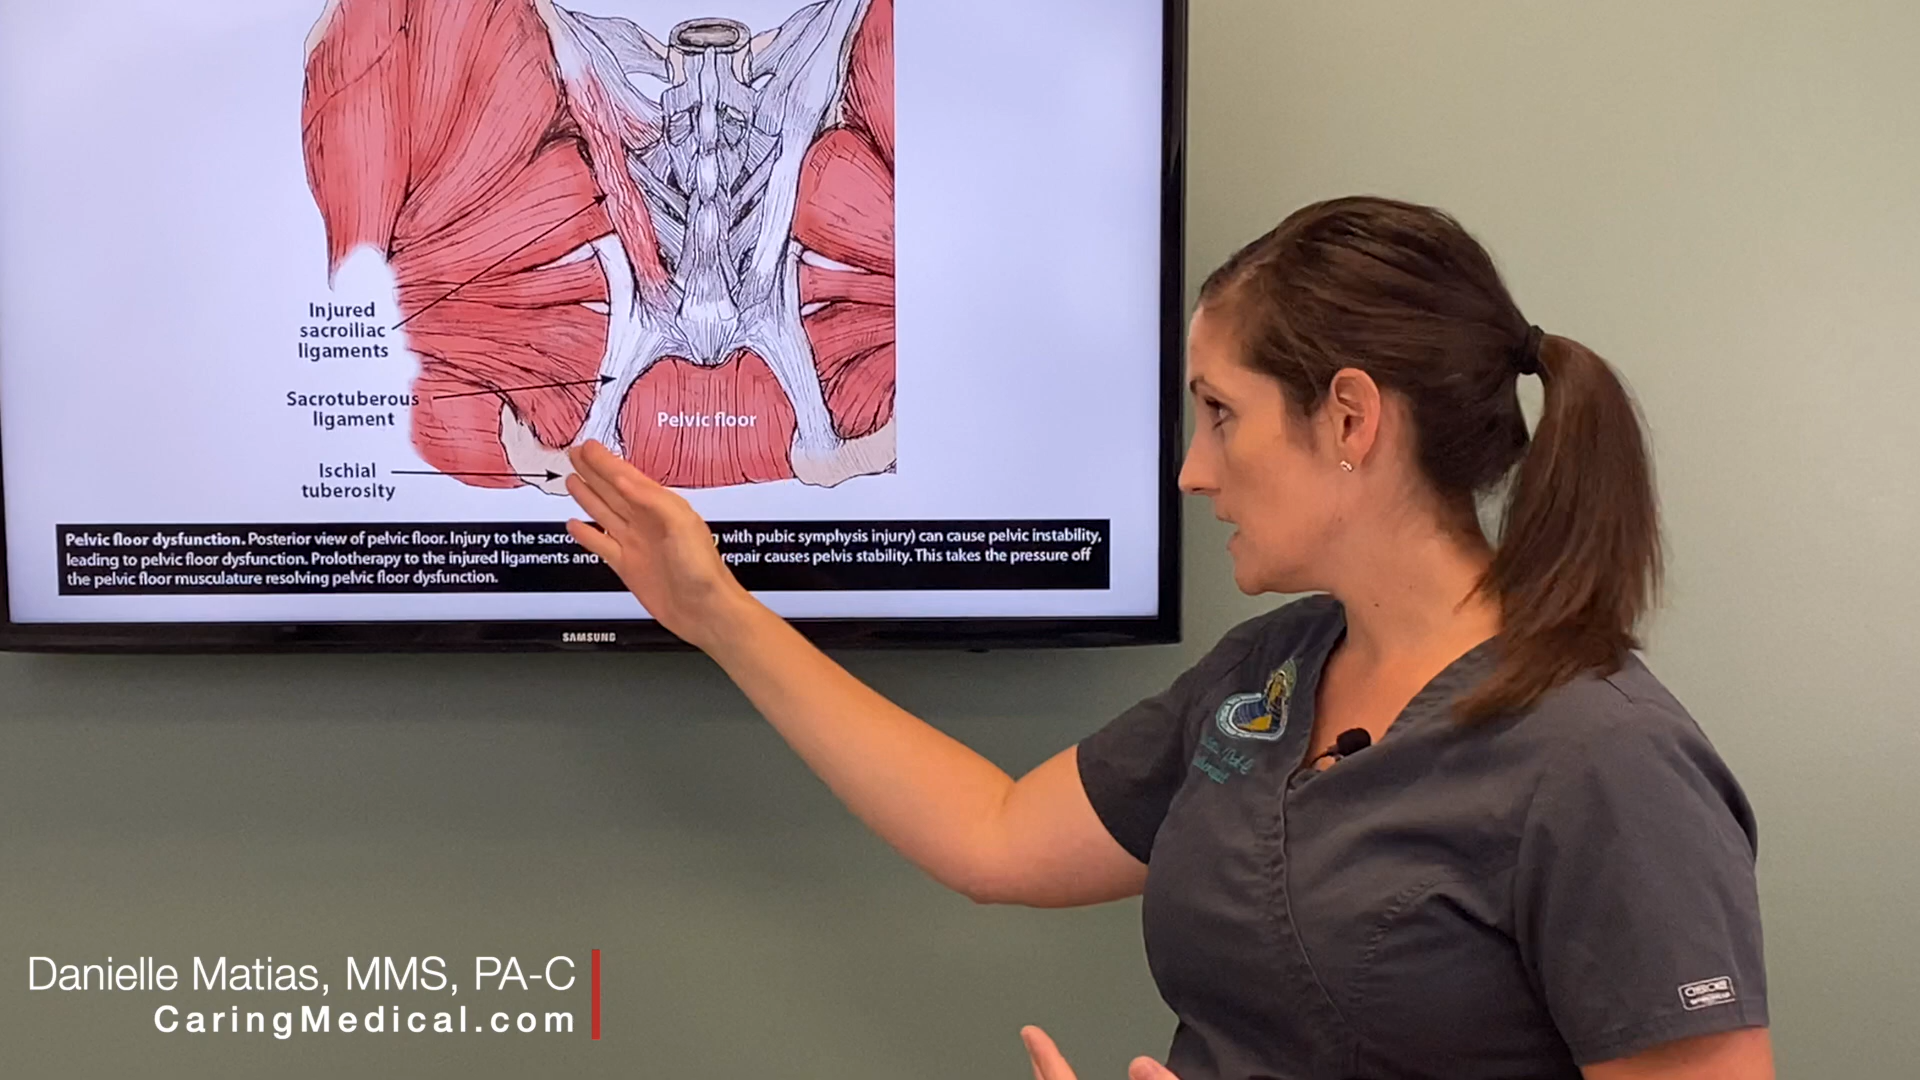 Injured
sacroiliac
ligaments
Sacrotuberous
ligament
Pelvic floor
Ischial
tuberosity
Pelvic floor dysfunction. Posterior view of pelvic floor. Injury to the with pubic symphysis injury) can cause pelvic instability,
leading to pelvic floor dysfunction. Prolotherapy to the injured ligaments and repair causes pelvis stability. This takes the pressure off
the pelvic floor musculature resolving pelvic floor dysfunction.
SAMSUNG
Danielle Matias, MMS, PA-C
CaringMedical.com
CHEROKEE